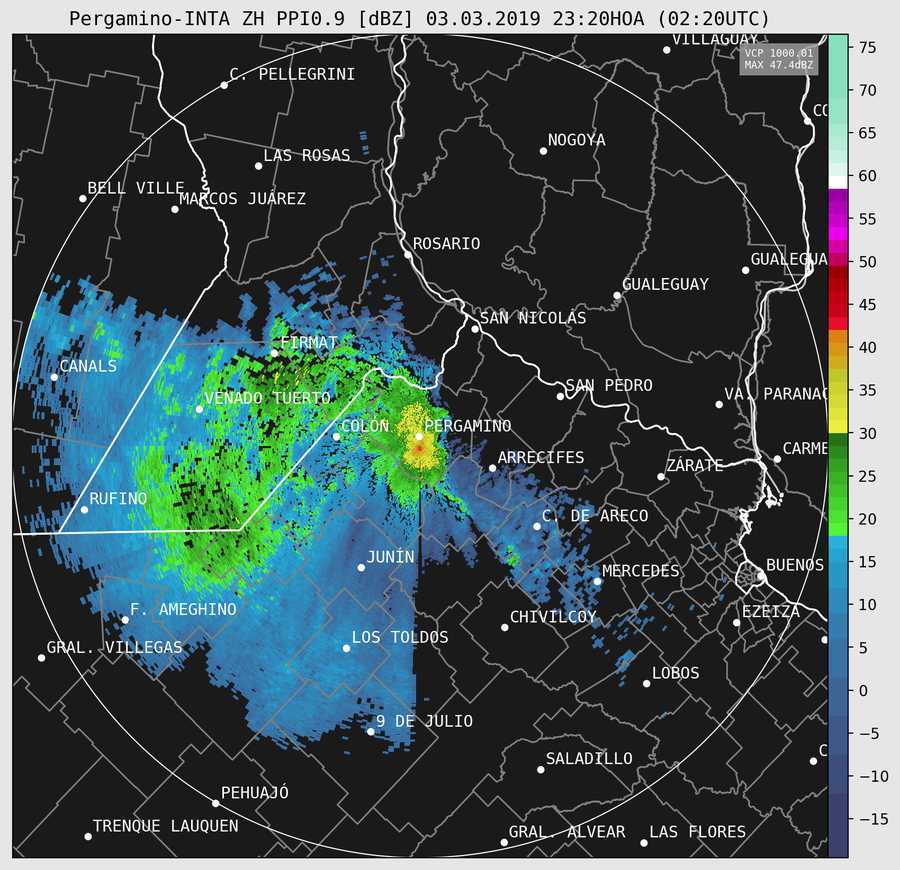 Pergamino-INTA ZH PPI0.9 [dBZ] 03.03.2019 23:20HOA (02:20UTC)
VILLAGUAY
VCP 1000.01
MAX 47.4dBZ
C. PELLEGRINI
CO
NOGOYA
LAS ROSAS
BELL VILLE
MARCOS JUÁREZ
ROSARIO
GUALEGUA
GUALEGUAY
SAN NICOLÁS
FIRMAT
CANALS
SAN PEDRO
VA. PARANAC
VENADO TUERTO
COLÓN
PERGAMINO
CARME
ARRECIFES
ZÁRATE
RUFINO
C. DE ARECO
JUNÍN
MERCEDES
BUENOS
F. AMEGHINO
CHIVILCOY
EZEIZA
LOS TOLDOS
GRAL. VILLEGAS
LOBOS
9 DE JULIO
SALADILLO
C
PEHUAJÓ
TRENQUE LAUQUEN
GRAL. ALVEAR
LAS FLORES
75
70
65
60
55
50
45
40
35
30
25
20
15
10
5
0
−5
−10
−15